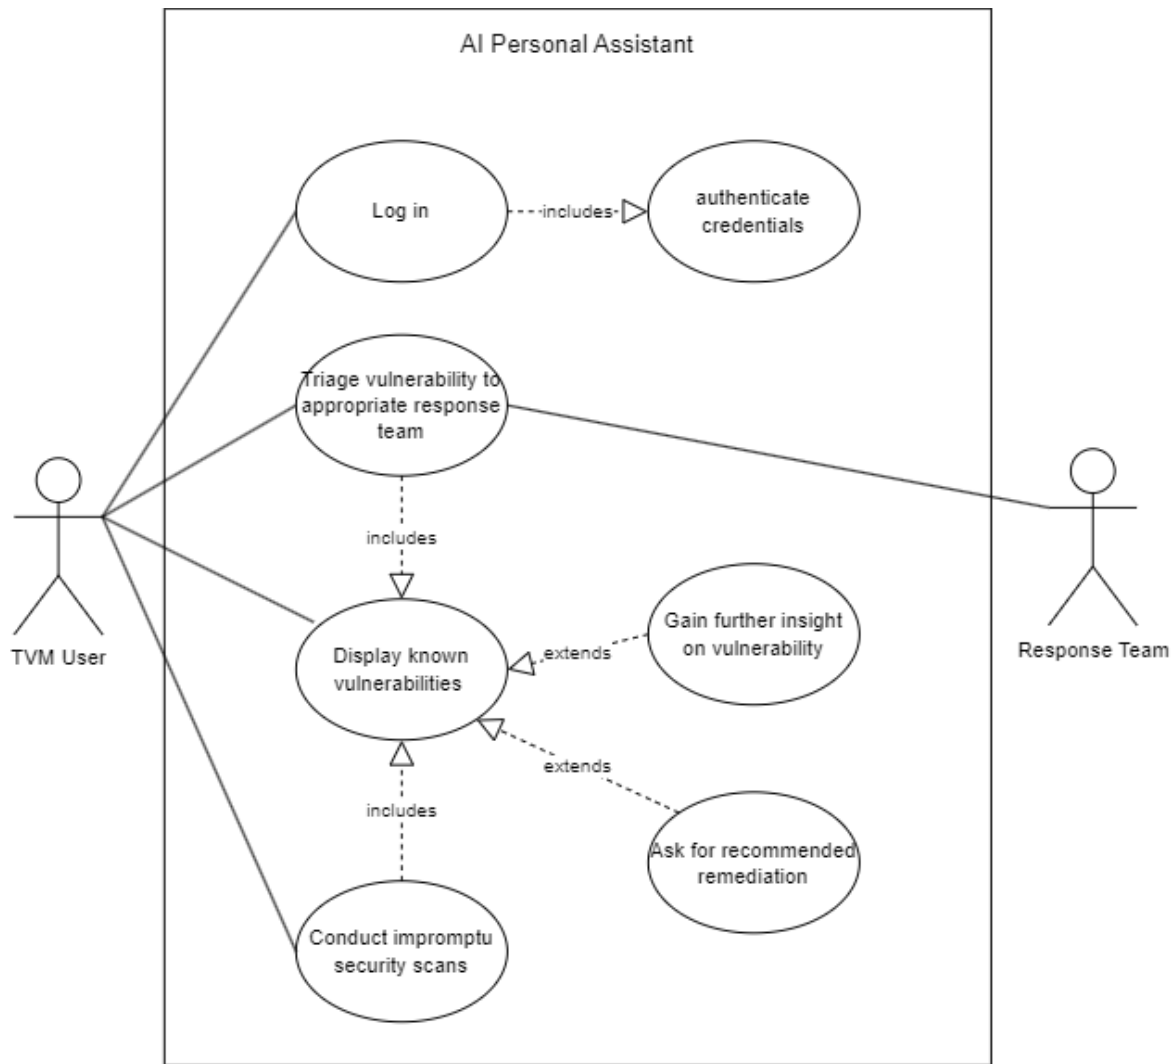 AI Personal Assistant
Log in
includes
authenticate
credentials
Triage vulnerability to
appropriate response
team
includes
TVM User
Display known
vulnerabilities
extends
Gain further insight
on vulnerability
Response Team
extends
includes
Ask for recommended
remediation
Conduct impromptu
security scans